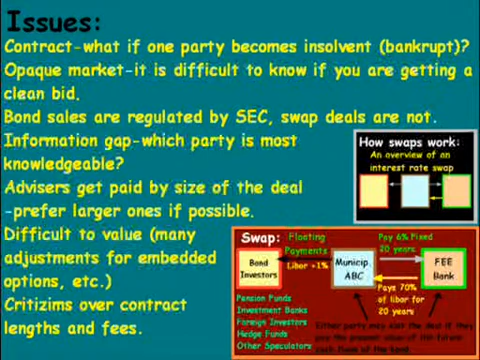 Issues:
Contract-what if one party becomes insolvent (bankrupt)?
Opaque market-it is difficult to know if you are getting a
clean bid.
Bond sales are regulated by SEC, swap deals are not.
Information gap-which party is most
knowledgeable?
Advisers get paid by size of the deal
-prefer larger ones if possible.
Difficult to value (many
adjustments for embedded
options, etc.)
Critizims over contract
lengths and fees.
How swaps work:
An overview of an
interest rate swap
Swap:
Floating
Payments
Libor +1%
Pay 6% Fixed
20 years
Bond
Investors
Municip.
ABC
FEE
Bank
Pays 70%
of libor for
20 years
Pension Funds
Investment Banks
Foreign Investors
Hedge Funds
Other Speculators
Either party may exit the deal if they
pay the present value of the future
cash flows of the bond.